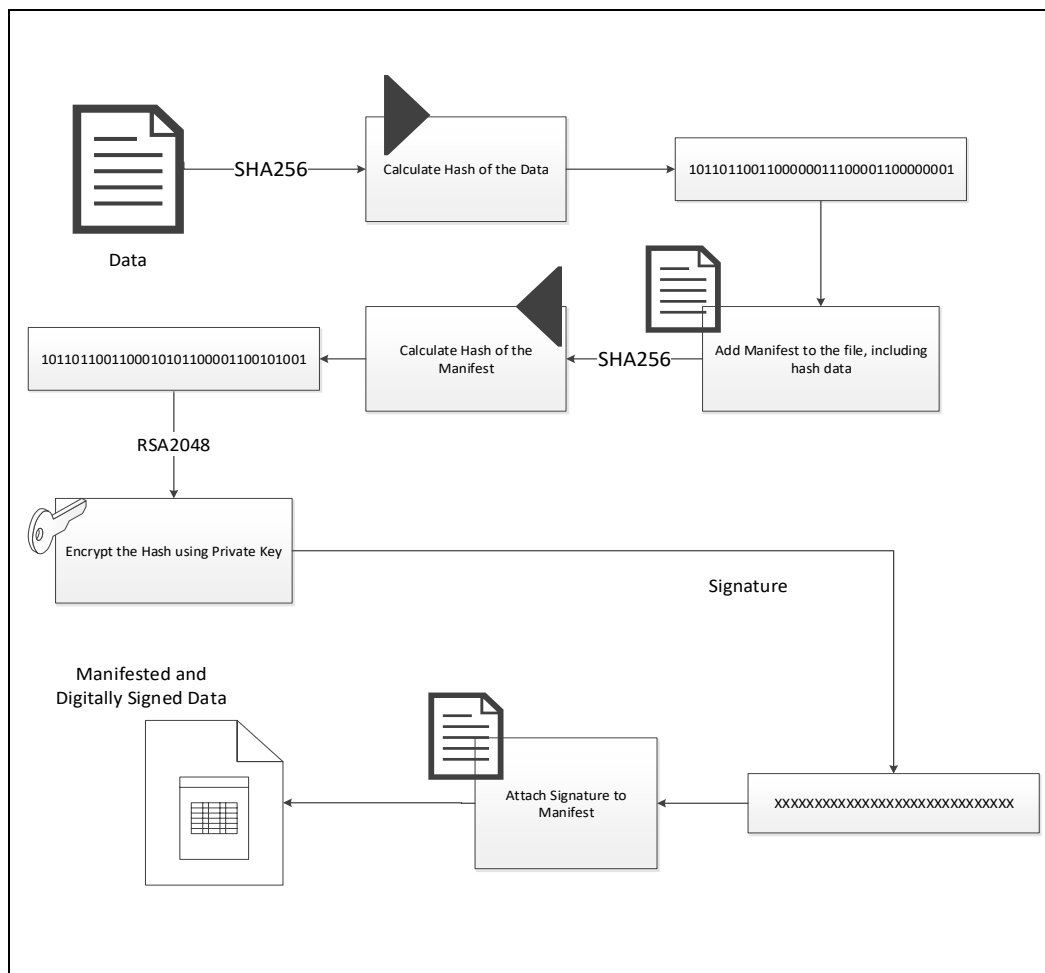 SHA256
Calculate Hash of the Data
1011011001100000011100001100000001
Data
Add Manifest to the file, including
hash data
SHA256
Calculate Hash of the
Manifest
1011011001100010101100001100101001
RSA2048
Encrypt the Hash using Private Key
Signature
XXXXXXXXXXXXXXXXXXXXXXXXXXXXXX
Attach Signature to
Manifest
Manifested and
Digitally Signed Data